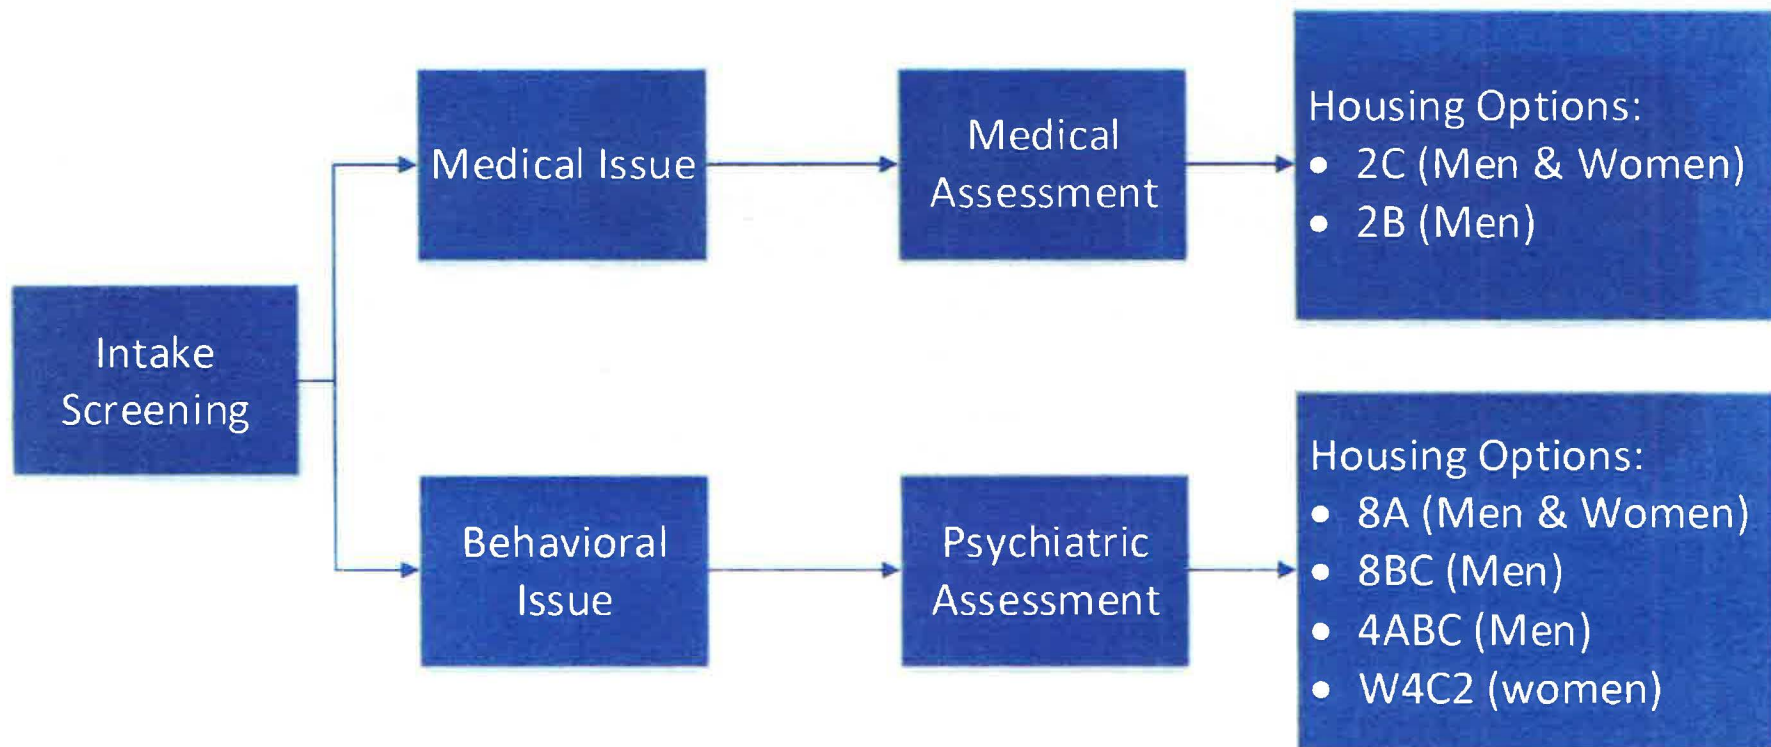 Intake
Screening
Medical Issue
Medical
Assessment
Housing Options:
• 2C (Men & Women)
• 2B (Men)
Behavioral
Issue
Psychiatric
Assessment
Housing Options:
• 8A (Men & Women)
• 8BC (Men)
• 4ABC (Men)
• W4C2 (women)